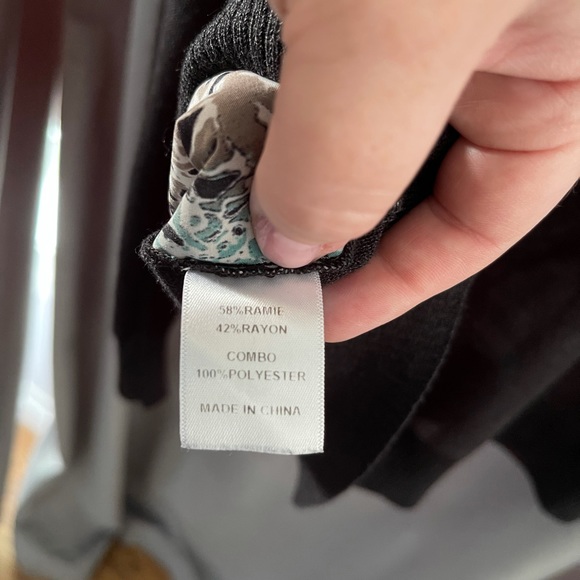 58%RAMIE
42%RAYON
COMBO
100%POLYESTER
MADE IN CHINA